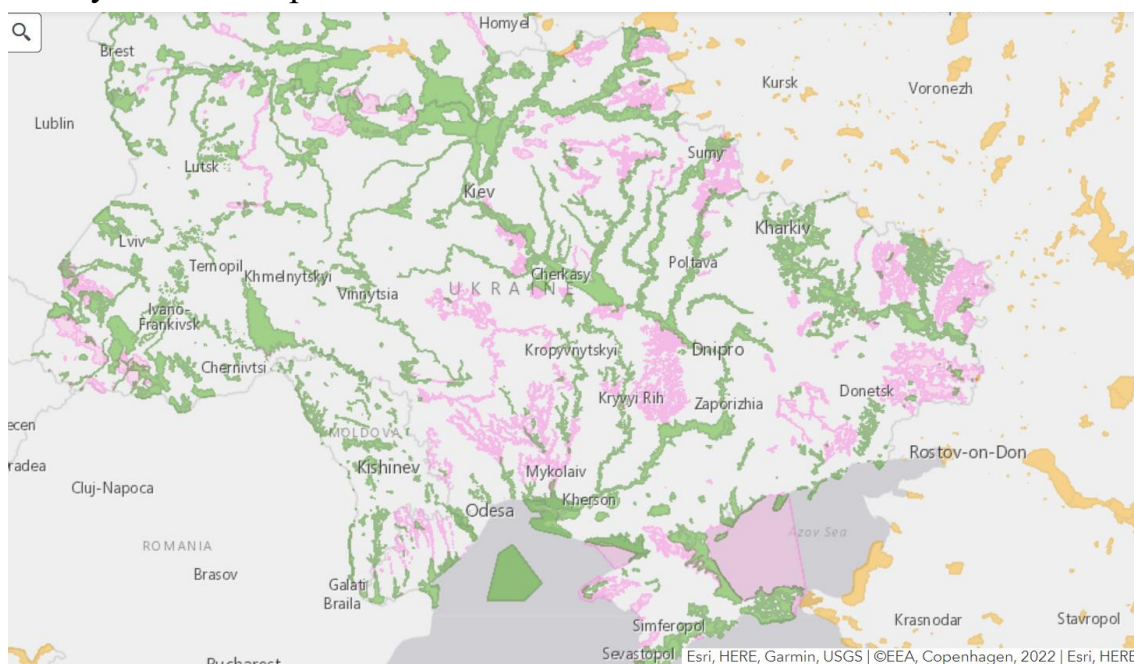 Homyel
Brest
Kursk
Voronezh
Lublin
Sumy
Lutsk
Kiev
Kharkiv
Lviv
Ternopil
Khmelnytskyi
Poltava
Cherkasy
Vinnytsia
UKRAINE
Ivano-
Frankivsk
Kropyvnytskyi
Dnipro
Chernivtsi
Donetsk
Kryvyi Rih
Zaporizhia
ecen
MOLDOVA
Rostov-on-Don
radea
Kishinev
Mykolaiv
Cluj-Napoca
Kherson
Odesa
Azov Sea
ROMANIA
Brasov
Galati
Braila
Krasnodar
Stavropol
Simferopol
Sevastopol
Esri, HERE, Garmin, USGS | ©EEA, Copenhagen, 2022 | Esri, HERE